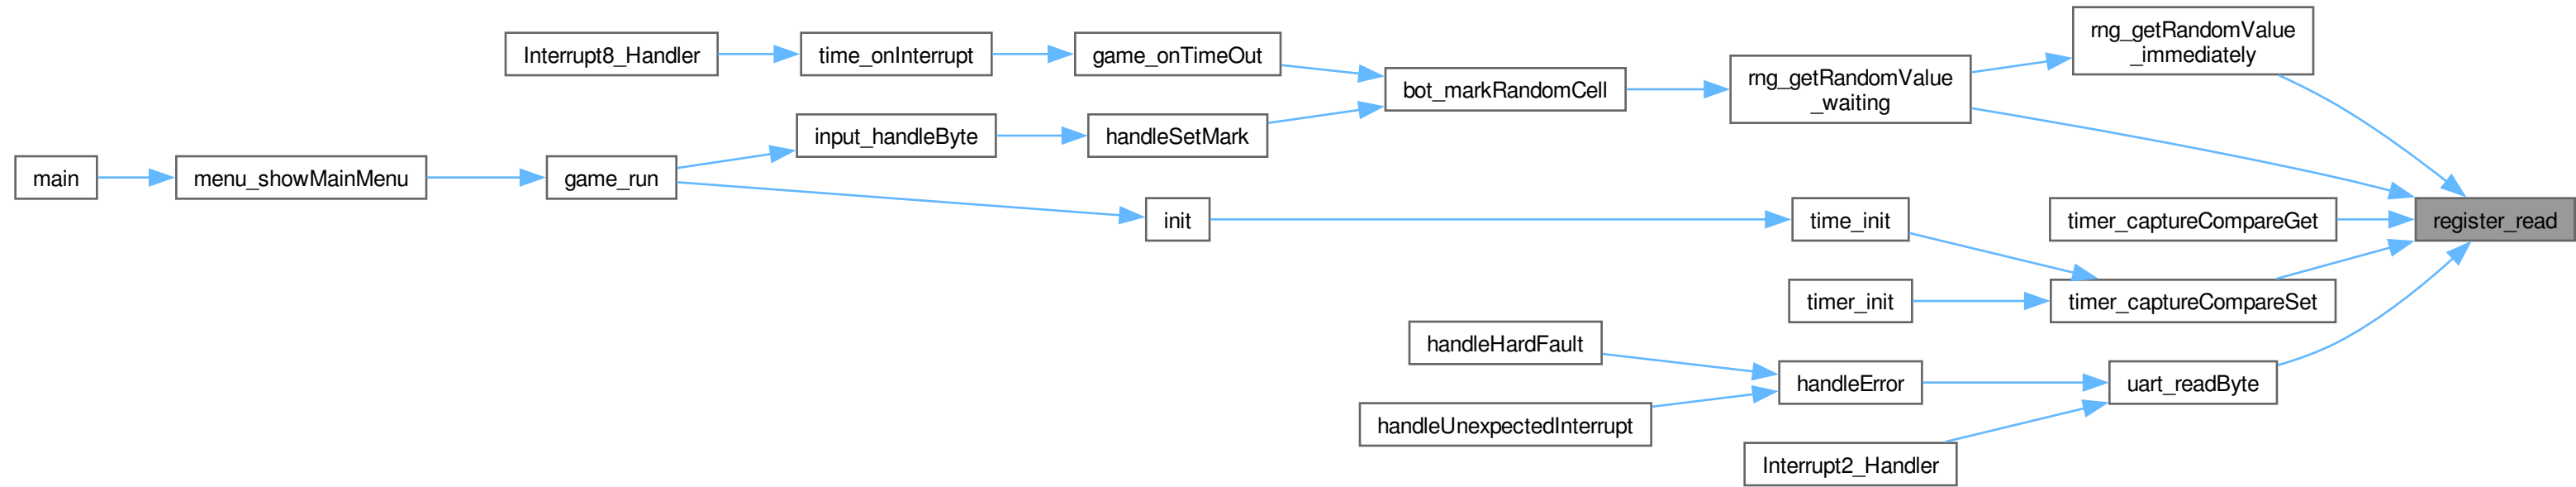 rng_getRandomValue
_immediately
Interrupt8_Handler
time_onInterrupt
game_onTimeOut
rng_getRandomValue
_waiting
bot_markRandomCell
input_handleByte
handleSetMark
main
menu_showMainMenu
game_run
init
time_init
timer_captureCompareGet
register_read
timer_init
timer_captureCompareSet
handleHardFault
handleError
uart_readByte
handleUnexpectedInterrupt
Interrupt2_Handler